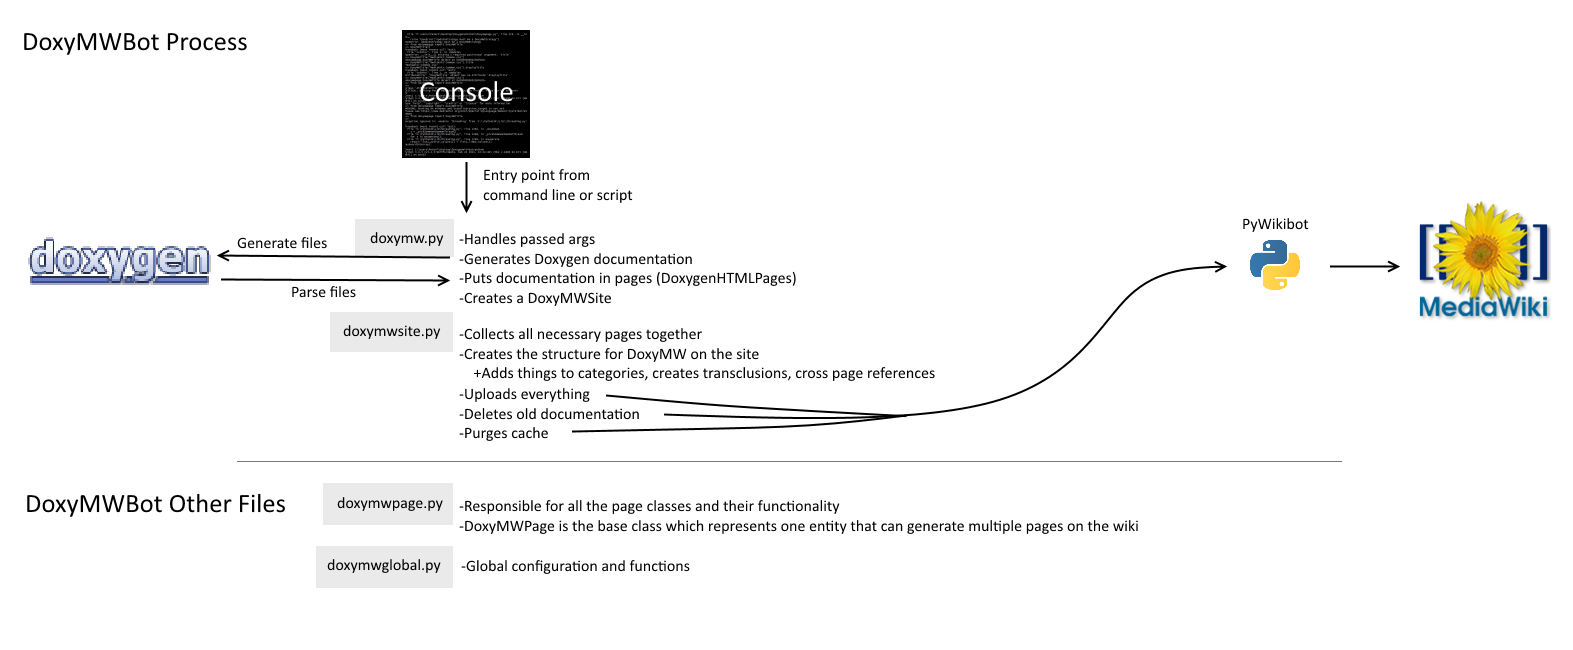 DoxyMWBot Process
Console
Entry point from
command line or script
doxygen
Generate files
Parse files
doxymw.py
-Handles passed args
-Generates Doxygen documentation
-Puts documentation in pages (DoxygenHTMLPages)
-Creates a DoxyMWSite
doxymwsite.py
-Collects all necessary pages together
-Creates the structure for DoxyMW on the site
+Adds things to categories, creates transclusions, cross page references
-Uploads everything
-Deletes old documentation
-Purges cache
PyWikibot
[[ ]]
MediaWiki
DoxyMWBot Other Files
doxymwpage.py
-Responsible for all the page classes and their functionality
-DoxyMWPage is the base class which represents one entity that can generate multiple pages on the wiki
doxymwglobal.py
-Global configuration and functions